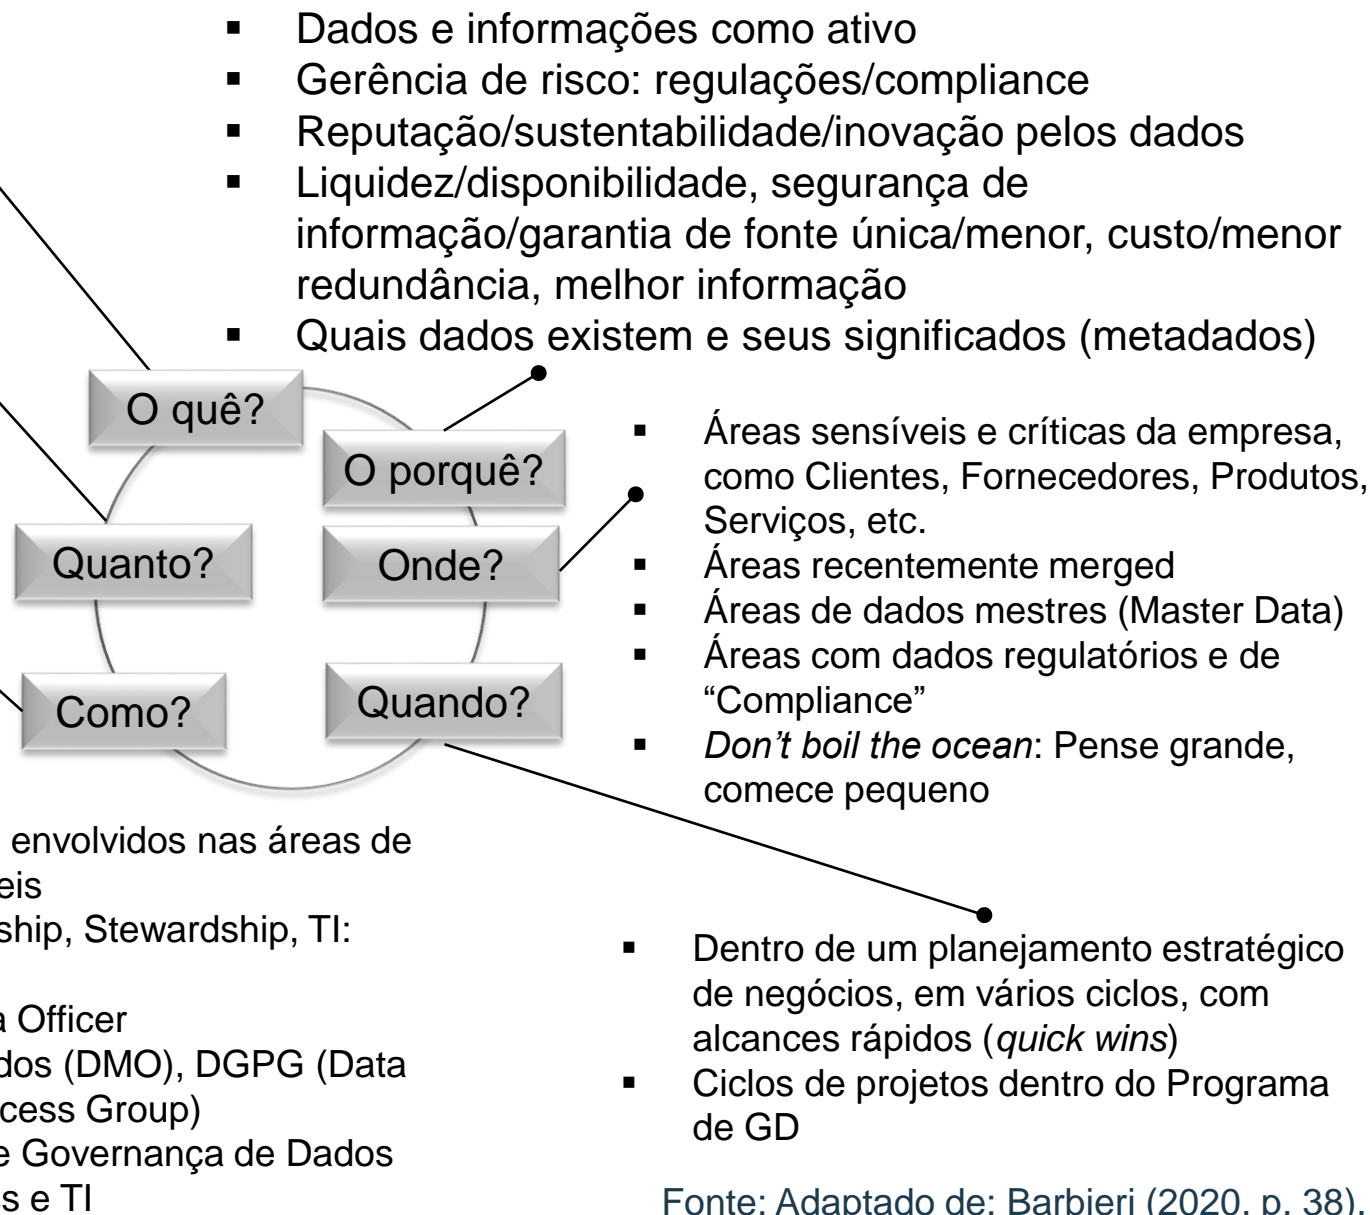 ▪ Dados e informações como ativo
▪ Gerência de risco: regulações/compliance
▪ Reputação/sustentabilidade/inovação pelos dados
▪ Liquidez/disponibilidade, segurança de
informação/garantia de fonte única/menor, custo/menor
redundância, melhor informação
▪ Quais dados existem e seus significados (metadados)
O quê?
O porquê?
Quanto?
Onde?
Como?
Quando?
▪ Áreas sensíveis e críticas da empresa,
como Clientes, Fornecedores, Produtos,
Serviços, etc.
▪ Áreas recentemente merged
▪ Áreas de dados mestres (Master Data)
▪ Áreas com dados regulatórios e de
“Compliance”
▪ Don’t boil the ocean: Pense grande,
comece pequeno
envolvidos nas áreas de
eis
ship, Stewardship, TI:
a Officer
dos (DMO), DGPG (Data
cess Group)
e Governança de Dados
s e TI
▪ Dentro de um planejamento estratégico
de negócios, em vários ciclos, com
alcances rápidos (quick wins)
▪ Ciclos de projetos dentro do Programa
de GD
Fonte: Adaptado de: Barbieri (2020, p. 38).